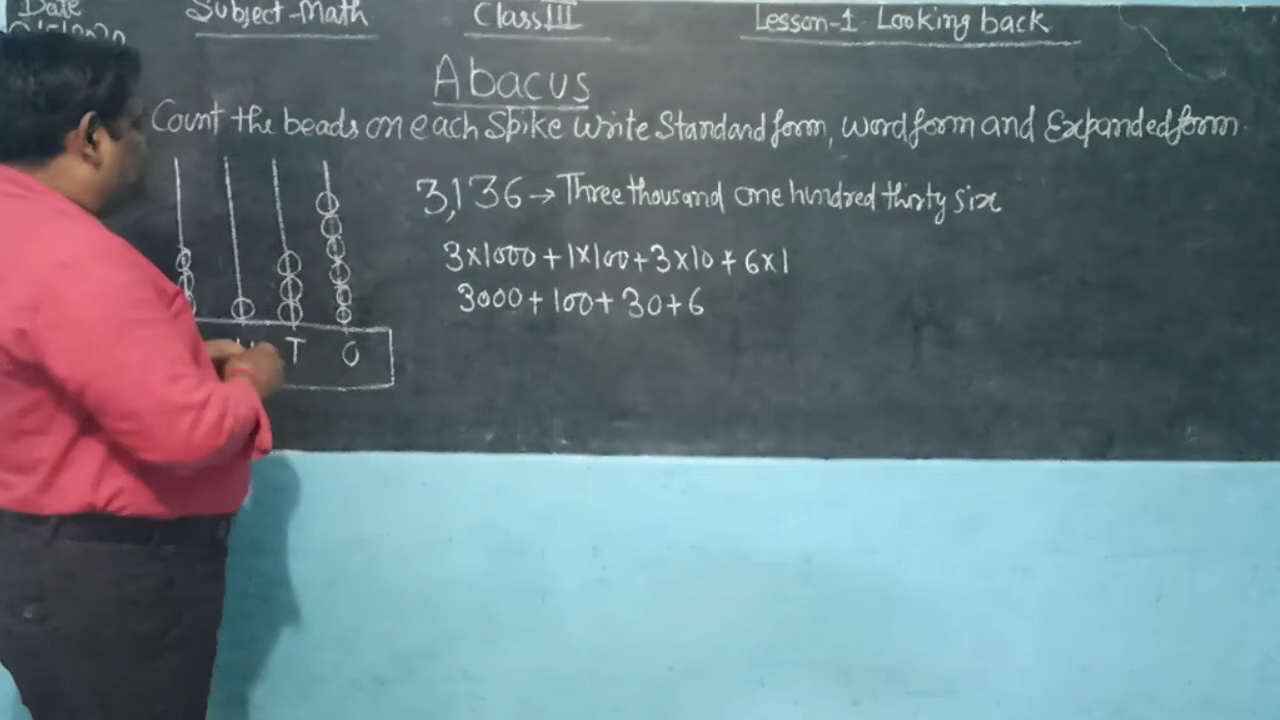 Date Subject-Math Class III Lesson-1 Looking back
Abacus
Count the beads on each Spike Write Standard form, word form and Expanded form.
3,136 → Three thousand one hundred thirty six
3×1000 + 1×100 + 3×10 + 6×1
3000 + 100 + 30 + 6
T O